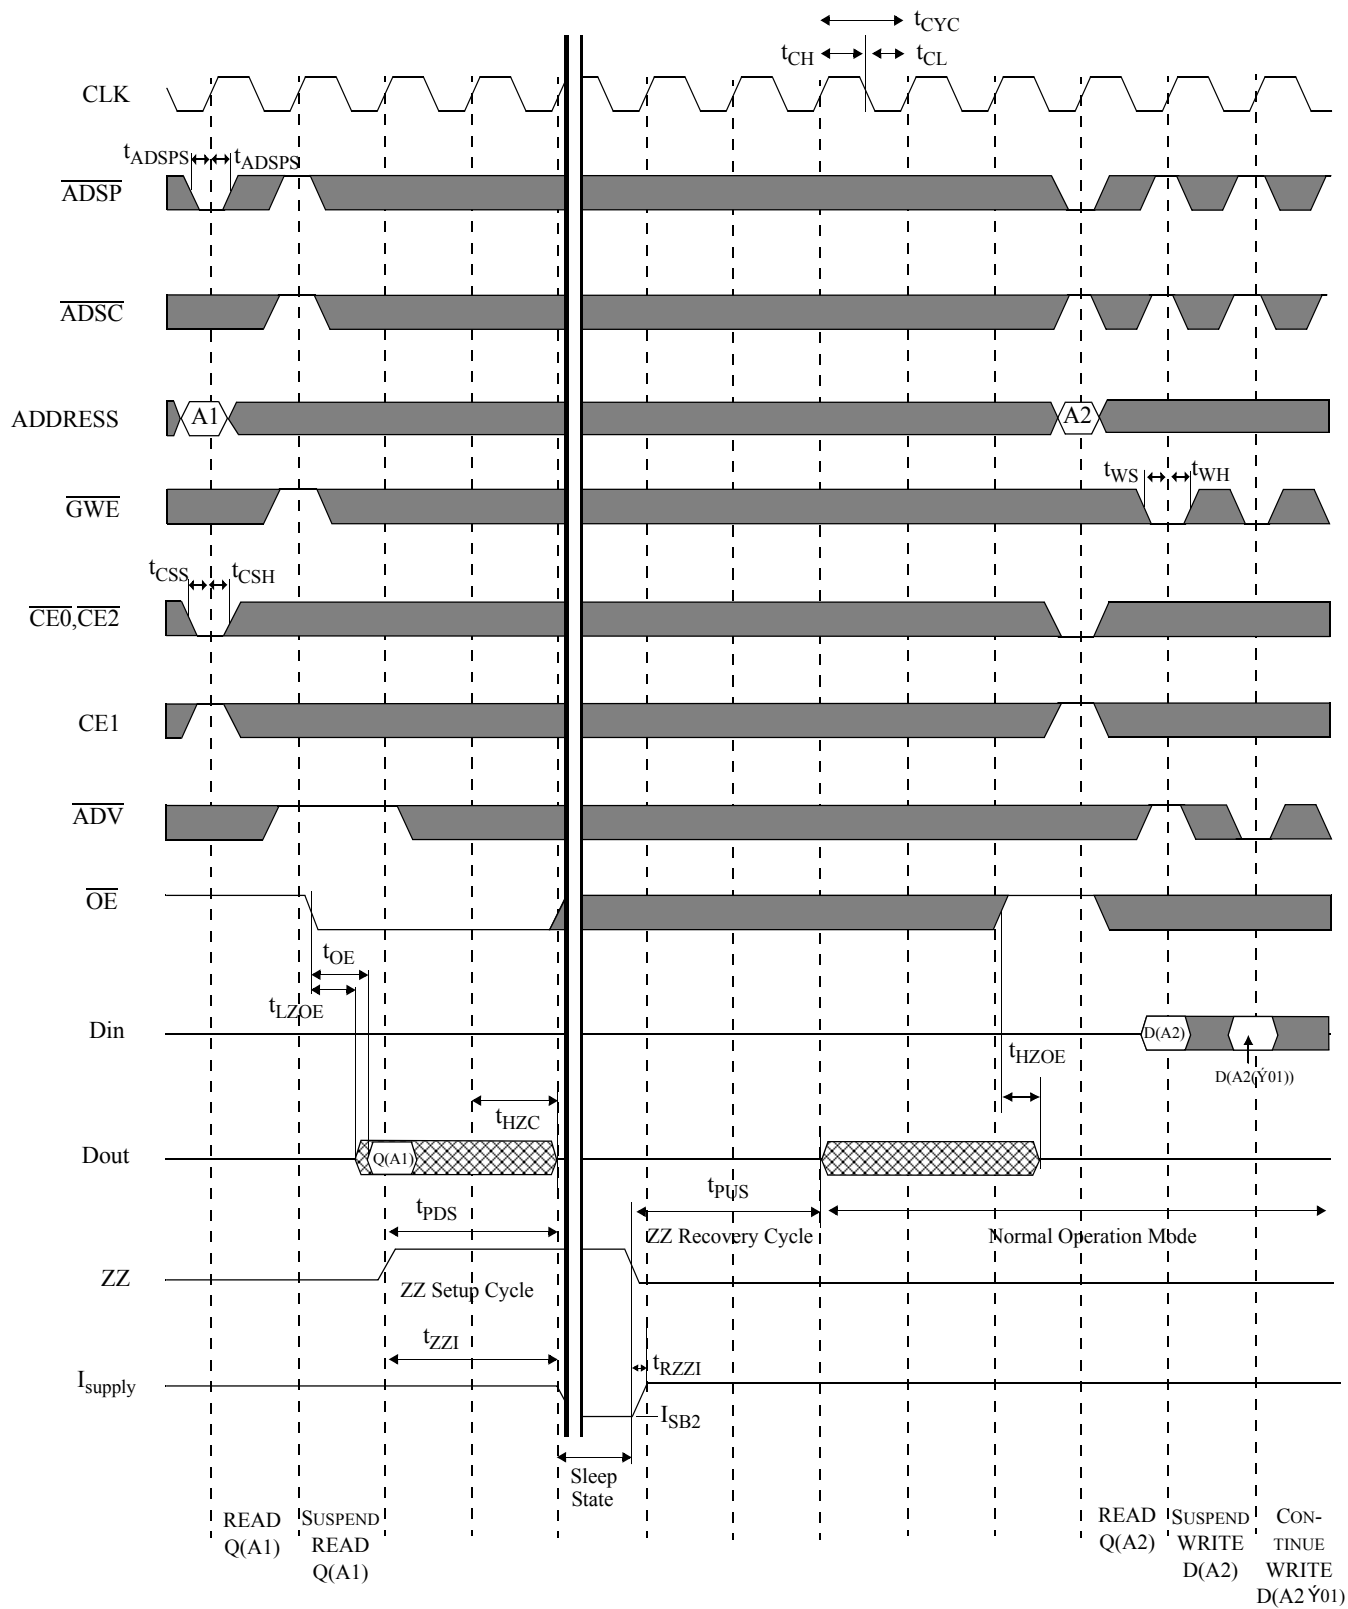 tCYC
tCH
tCL
CLK
tADSPS
tADSPS
ADSP
ADSC
ADDRESS
A1
A2
tWS
tWH
GWE
tCSS
tCSH
CE0,CE2
CE1
ADV
OE
tOE
tLZOE
Din
D(A2)
tHZOE
D(A2(Ý01))
tHZC
Dout
Q(A1)
tPUS
tPDS
ZZ Recovery Cycle
Normal Operation Mode
ZZ
ZZ Setup Cycle
tZZI
tRZZI
Isupply
ISB2
Sleep
State
READ
Q(A1)
SUSPEND
READ
Q(A1)
READ
Q(A2)
SUSPEND
WRITE
D(A2)
CON-
TINUE
WRITE
D(A2 Ý01)